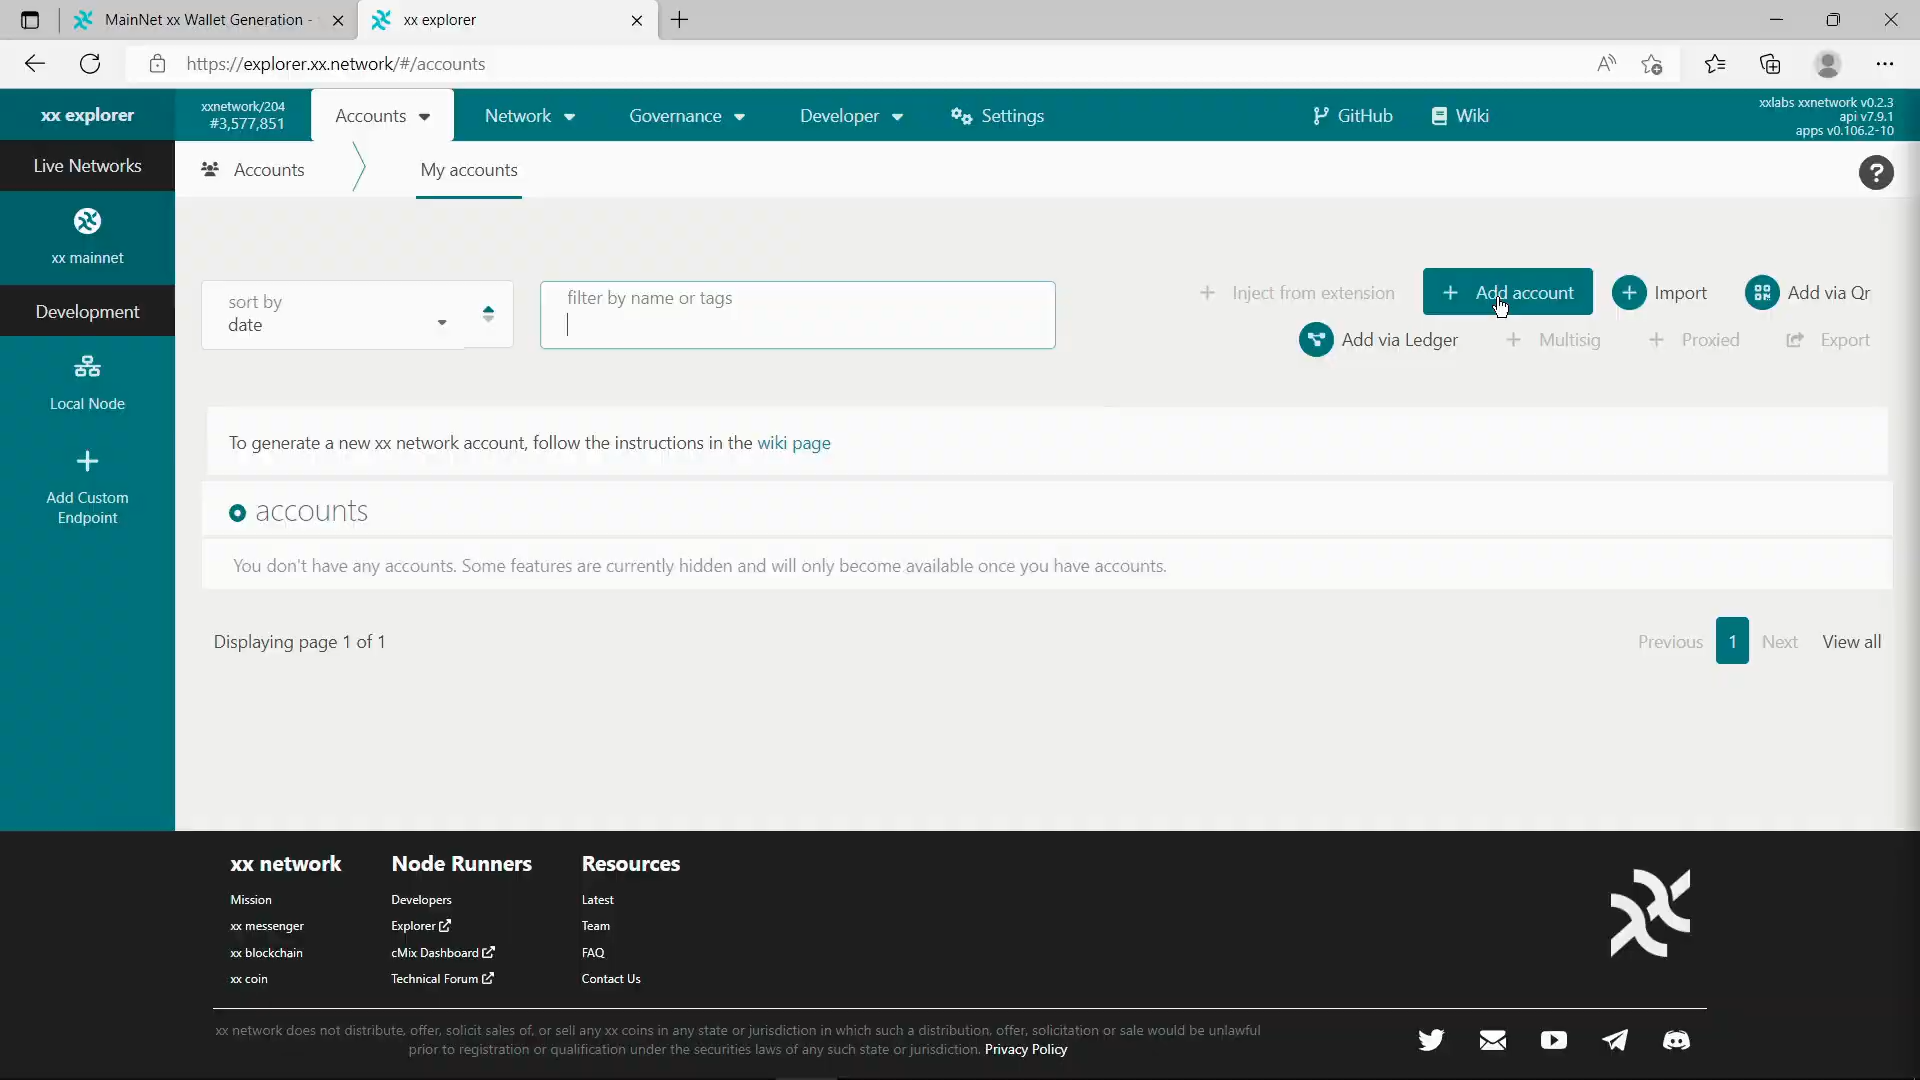 MainNet xx Wallet Generation -
xx explorer
https://explorer.xx.network/#/accounts
xx explorer
xxnetwork/204
#3,577,851
Accounts
Network
Governance
Developer
Settings
GitHub
Wiki
xxlabs xxnetwork v0.2.3
api v7.9.1
apps v0.106.2-10
Live Networks
Accounts
My accounts
?
xx mainnet
Development
Local Node
Add Custom
Endpoint
sort by
date
filter by name or tags
Inject from extension
Add account
Import
Add via Qr
Add via Ledger
Multisig
Proxied
Export
To generate a new xx network account, follow the instructions in the wiki page
accounts
You don't have any accounts. Some features are currently hidden and will only become available once you have accounts.
Displaying page 1 of 1
Previous
1
Next
View all
xx network
Mission
xx messenger
xx blockchain
xx coin
Node Runners
Developers
Explorer
cMix Dashboard
Technical Forum
Resources
Latest
Team
FAQ
Contact Us
xx network does not distribute, offer, solicit sales of, or sell any xx coins in any state or jurisdiction in which such a distribution, offer, solicitation or sale would be unlawful
prior to registration or qualification under the securities laws of any such state or jurisdiction. Privacy Policy